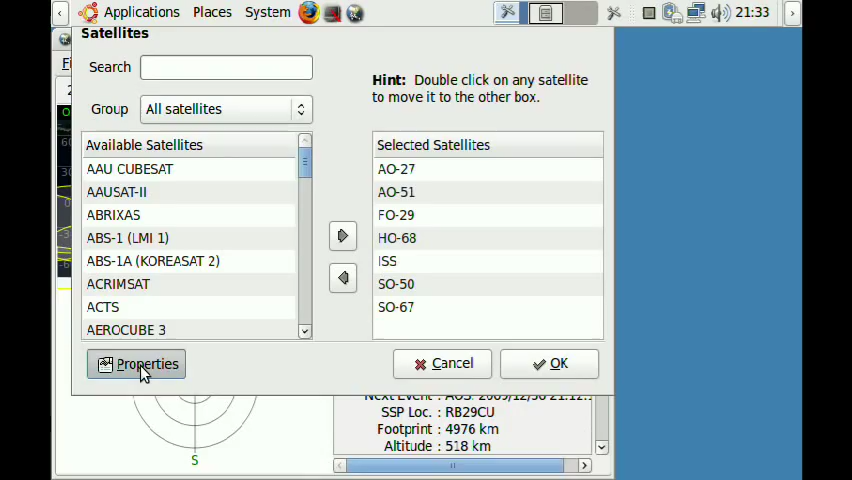 Applications Places System 21:33
Satellites
Search
Hint: Double click on any satellite
to move it to the other box.
Group All satellites
Available Satellites
AAU CUBESAT
AAUSAT-II
ABRIXAS
ABS-1 (LMI 1)
ABS-1A (KOREASAT 2)
ACRIMSAT
ACTS
AEROCUBE 3
Selected Satellites
AO-27
AO-51
FO-29
HO-68
ISS
SO-50
SO-67
Properties Cancel OK
SSP Loc. : RB29CU
Footprint : 4976 km
Altitude : 518 km
S